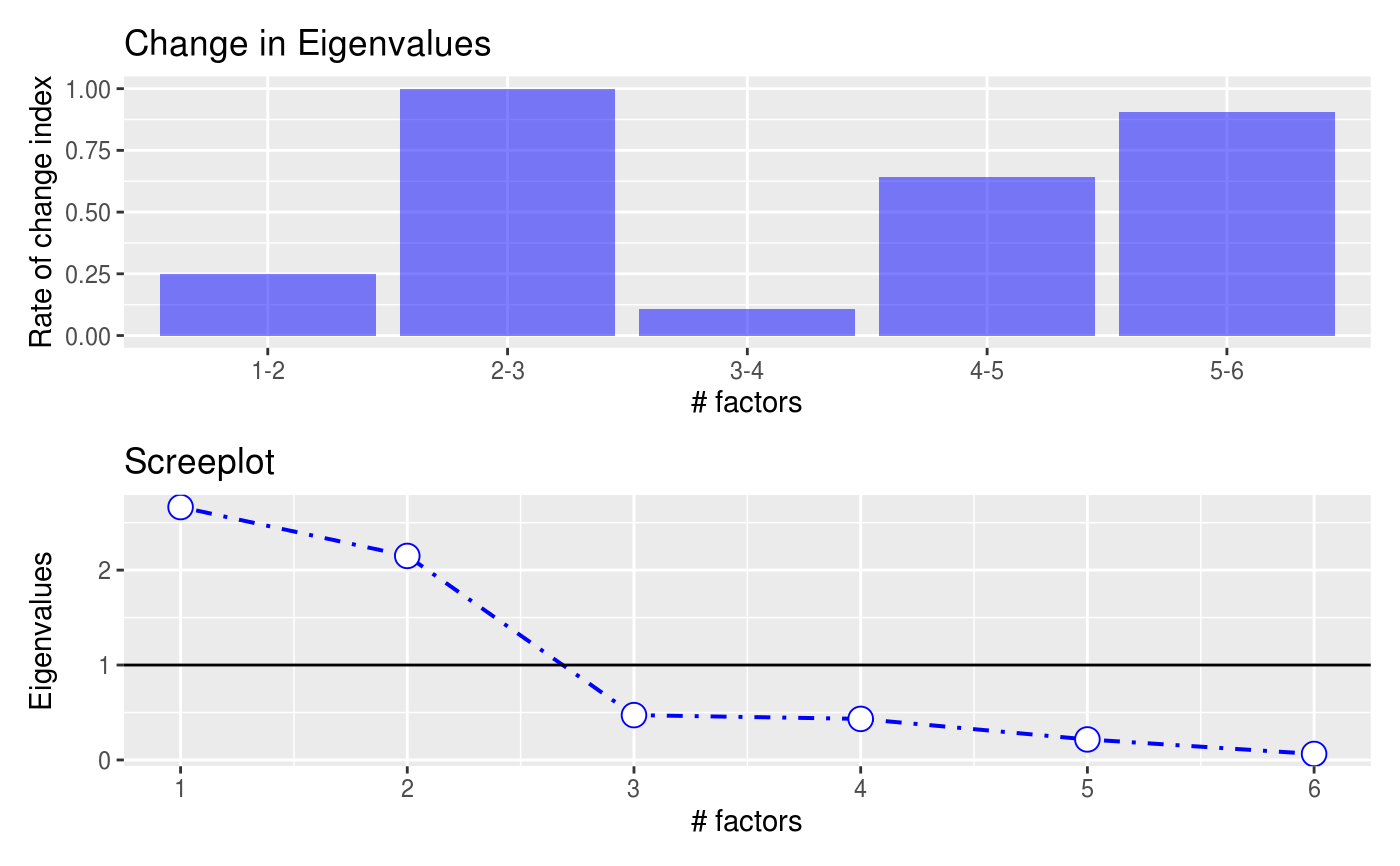 Change in Eigenvalues
Rate of change index
1.00
0.75
0.50
0.25
0.00
1-2 2-3 3-4 4-5 5-6
# factors
Screeplot
Eigenvalues
2
1
0
1 2 3 4 5 6
# factors